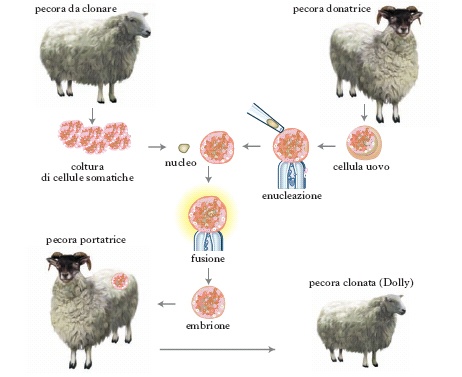 pecora da clonare
pecora donatrice
coltura
di cellule somatiche
nucleo
enucleazione
cellula uovo
fusione
pecora portatrice
embrione
pecora clonata (Dolly)